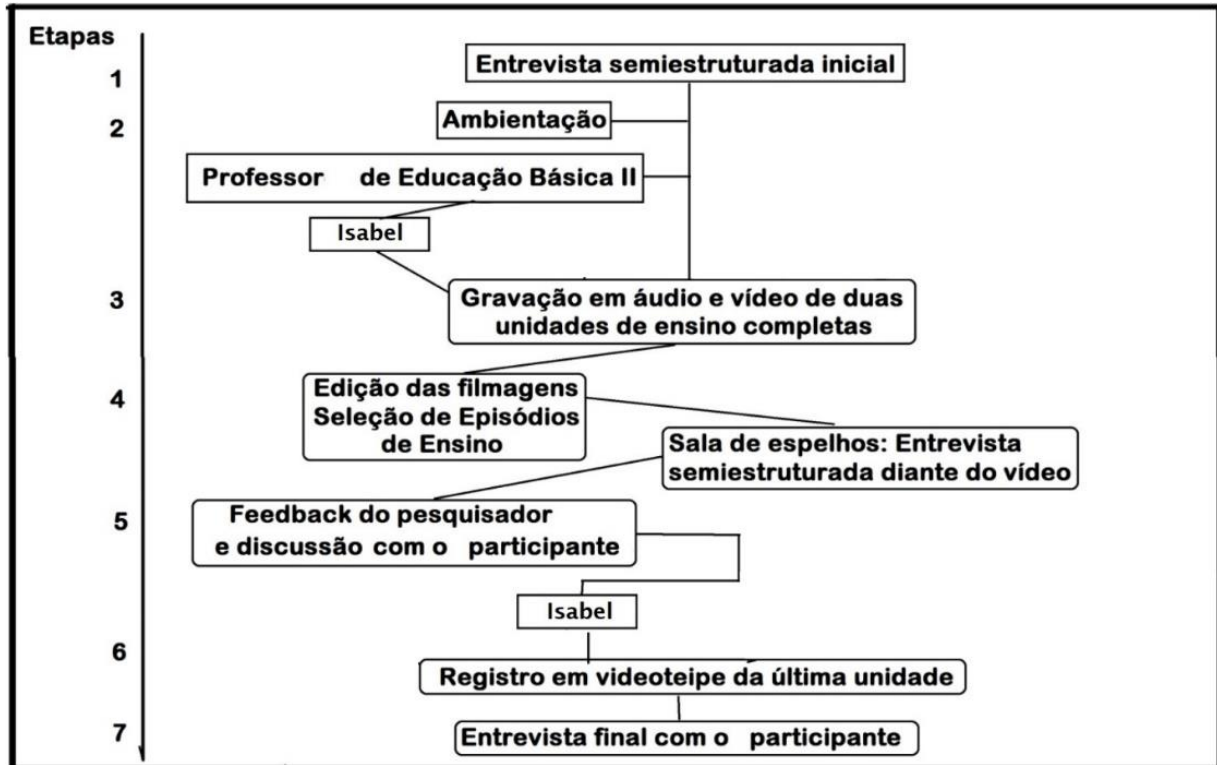 Etapas
1
Entrevista semiestruturada inicial
2
Ambientação
Professor de Educação Básica II
Isabel
3
Gravação em áudio e vídeo de duas
unidades de ensino completas
4
Edição das filmagens
Seleção de Episódios
de Ensino
Sala de espelhos: Entrevista
semiestruturada diante do vídeo
5
Feedback do pesquisador
e discussão com o participante
Isabel
6
Registro em videoteipe da última unidade
7
Entrevista final com o participante